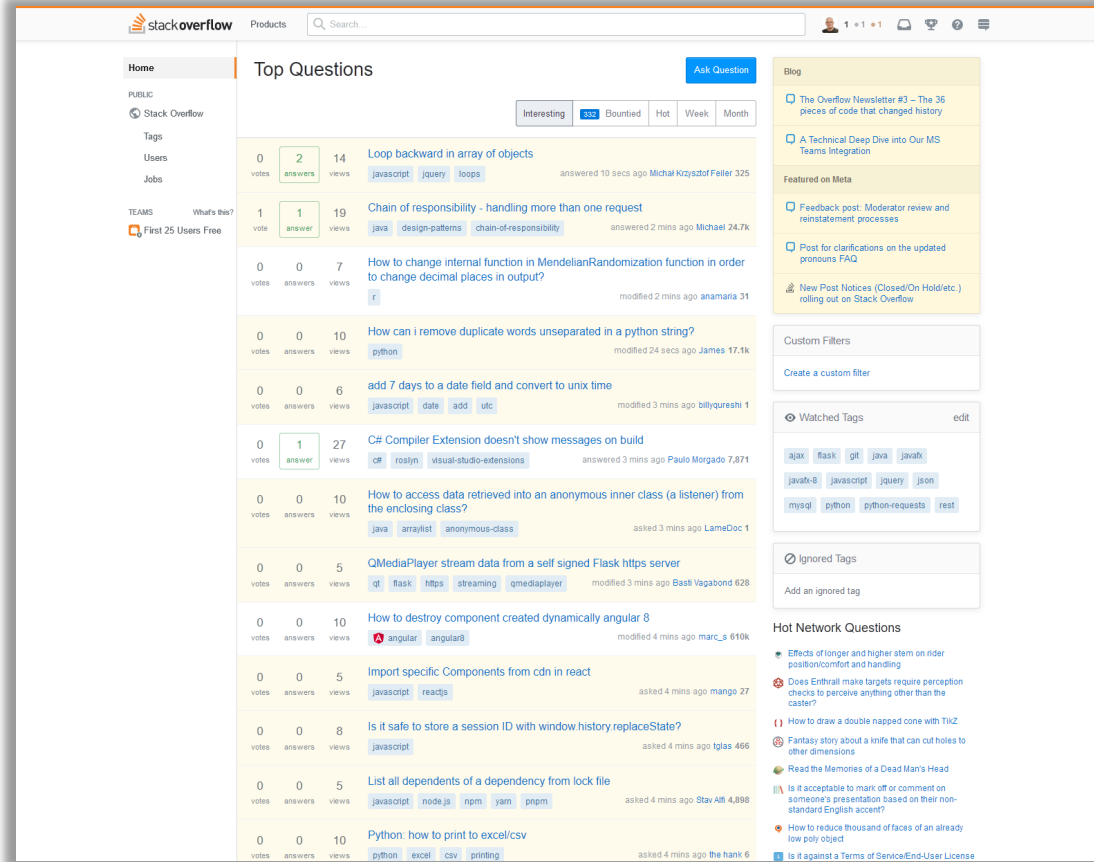 stackoverflow Products Search... 1 1 1
Home
PUBLIC
Stack Overflow
Tags
Users
Jobs
TEAMS What's this?
First 25 Users Free
Top Questions Ask Question
Interesting 332 Bountied Hot Week Month
0 2 14 Loop backward in array of objects
votes answers views javascript jquery loops answered 10 secs ago Michał Krzysztof Feiler 325
1 1 19 Chain of responsibility - handling more than one request
vote answer views java design-patterns chain-of-responsibility answered 2 mins ago Michael 24.7k
0 0 7 How to change internal function in MendelianRandomization function in order
votes answers views to change decimal places in output?
r modified 2 mins ago anamaria 31
0 0 10 How can i remove duplicate words unseparated in a python string?
votes answers views python modified 24 secs ago James 17.1k
0 0 6 add 7 days to a date field and convert to unix time
votes answers views javascript date add utc modified 3 mins ago billyqureshi 1
0 1 27 C# Compiler Extension doesn't show messages on build
votes answer views c# roslyn visual-studio-extensions answered 3 mins ago Paulo Morgado 7,871
0 0 10 How to access data retrieved into an anonymous inner class (a listener) from
votes answers views the enclosing class?
java arraylist anonymous-class asked 3 mins ago LameDoc 1
0 0 5 QMediaPlayer stream data from a self signed Flask https server
votes answers views qt flask https streaming qmediaplayer modified 3 mins ago Basti Vagabond 628
0 0 10 How to destroy component created dynamically angular 8
votes answers views angular angular8 modified 4 mins ago marc_s 610k
0 0 5 Import specific Components from cdn in react
votes answers views javascript reactjs asked 4 mins ago mango 27
0 0 8 Is it safe to store a session ID with window.history.replaceState?
votes answers views javascript asked 4 mins ago tglas 466
0 0 5 List all dependents of a dependency from lock file
votes answers views javascript node.js npm yarn pnpm asked 4 mins ago Stav Alfi 4,898
0 0 10 Python: how to print to excel/csv
votes answers views python excel csv printing asked 4 mins ago the hank 6
Blog
The Overflow Newsletter #3 – The 36
pieces of code that changed history
A Technical Deep Dive into Our MS
Teams Integration
Featured on Meta
Feedback post: Moderator review and
reinstatement processes
Post for clarifications on the updated
pronouns FAQ
New Post Notices (Closed/On Hold/etc.)
rolling out on Stack Overflow
Custom Filters
Create a custom filter
Watched Tags edit
ajax flask git java javafx
javafx-8 javascript jquery json
mysql python python-requests rest
Ignored Tags
Add an ignored tag
Hot Network Questions
Effects of longer and higher stem on rider
position/comfort and handling
Does Enthrall make targets require perception
checks to perceive anything other than the
caster?
How to draw a double napped cone with TikZ
Fantasy story about a knife that can cut holes to
other dimensions
Read the Memories of a Dead Man's Head
Is it acceptable to mark off or comment on
someone's presentation based on their non-
standard English accent?
How to reduce thousand of faces of an already
low poly object
Is it against a Terms of Service/End-User License